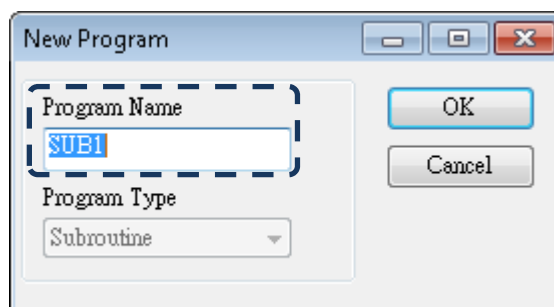 New Program
Program Name
SUB1
Program Type
Subroutine
OK
Cancel